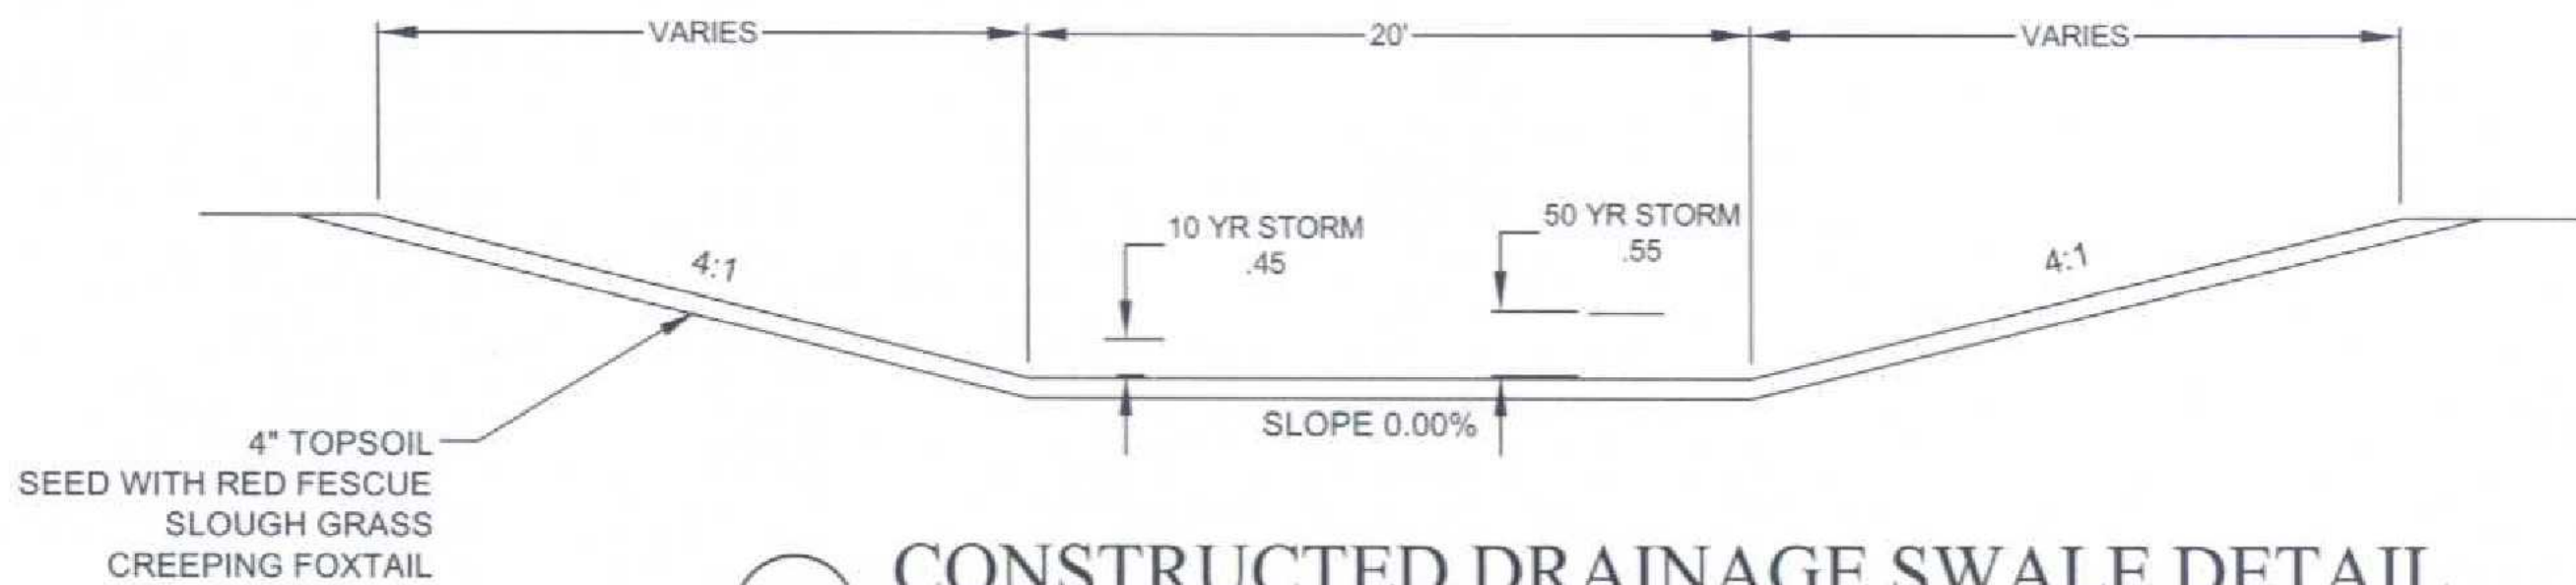 VARIES
20'
VARIES
10 YR STORM
.45
50 YR STORM
.55
4:1
4:1
SLOPE 0.00%
4" TOPSOIL
SEED WITH RED FESCUE
SLOUGH GRASS
CREEPING FOXTAIL
CONSTRUCTED DRAINAGE SWALE DETAIL